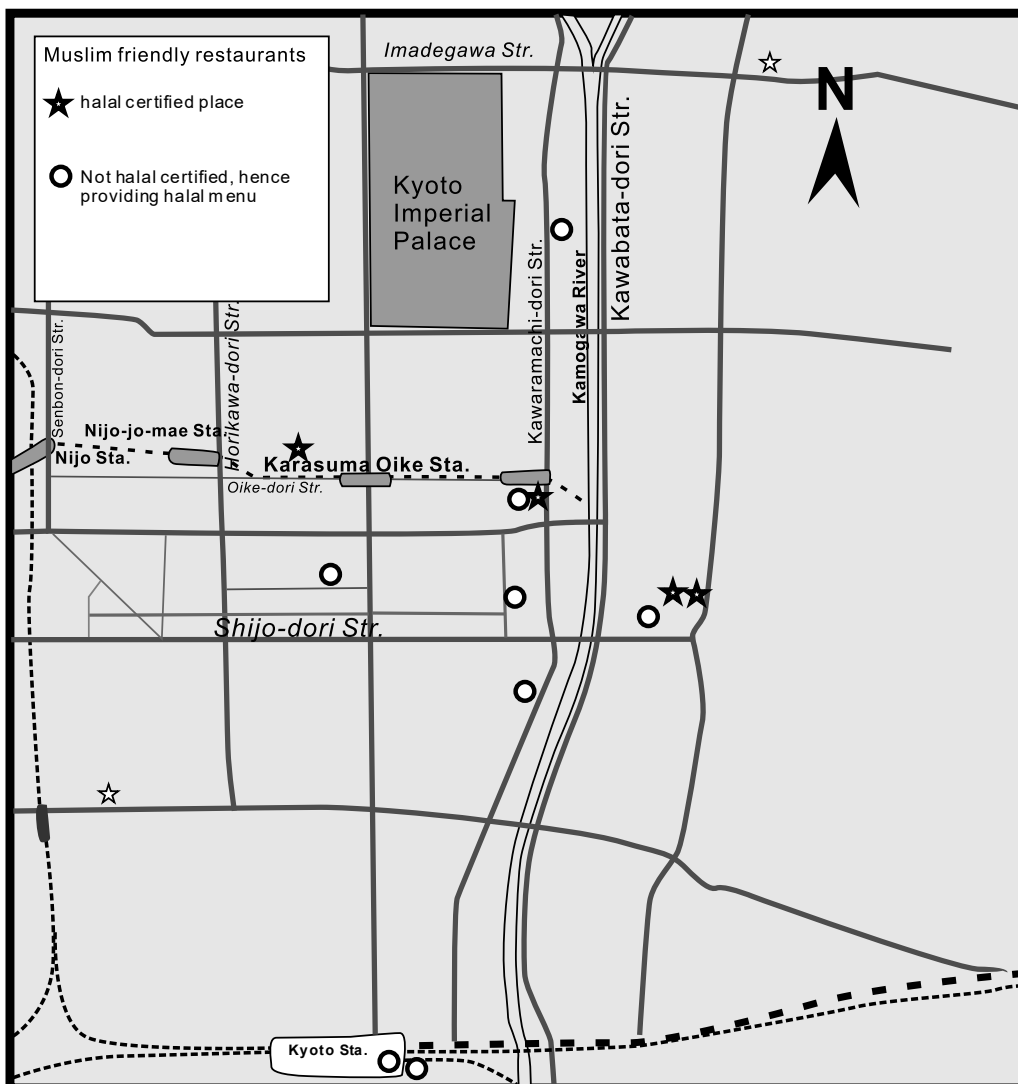 Muslim friendly restaurants
halal certified place
Not halal certified, hence
providing halal menu
Imadegawa Str.
N
Kyoto
Imperial
Palace
Kawabata-dori Str.
Kawaramachi-dori Str.
Kamogawa River
Senbon-dori Str.
Horikawa-dori Str.
Nijo-jo-mae Sta.
Nijo Sta.
Karasuma Oike Sta.
Oike-dori Str.
Shijo-dori Str.
Kyoto Sta.